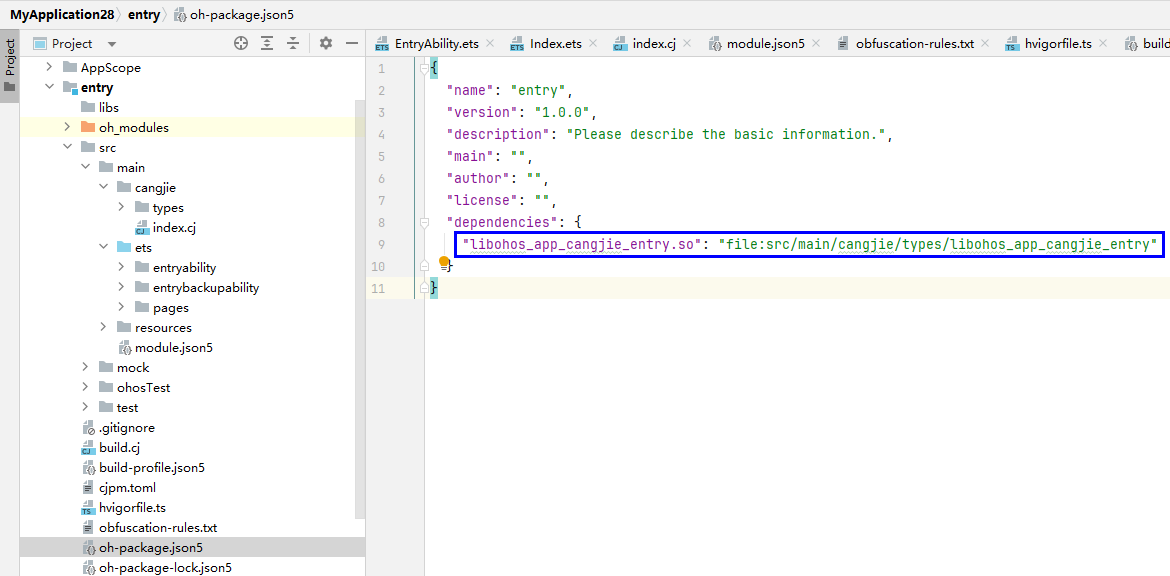 MyApplication28 entry oh-package.json5
Project
Project
EntryAbility.ets Index.ets index.cj module.json5 obfuscation-rules.txt hvigorfile.ts build
AppScope
entry
libs
oh_modules
src
main
cangjie
types
index.cj
ets
entryability
entrybackupability
pages
resources
module.json5
mock
ohosTest
test
.gitignore
build.cj
build-profile.json5
cjpm.toml
hvigorfile.ts
obfuscation-rules.txt
oh-package.json5
oh-package-lock.json5
1 {
2 "name": "entry",
3 "version": "1.0.0",
4 "description": "Please describe the basic information.",
5 "main": "",
6 "author": "",
7 "license": "",
8 "dependencies": {
9 "libohos_app_cangjie_entry.so": "file:src/main/cangjie/types/libohos_app_cangjie_entry"
10 }
11 }